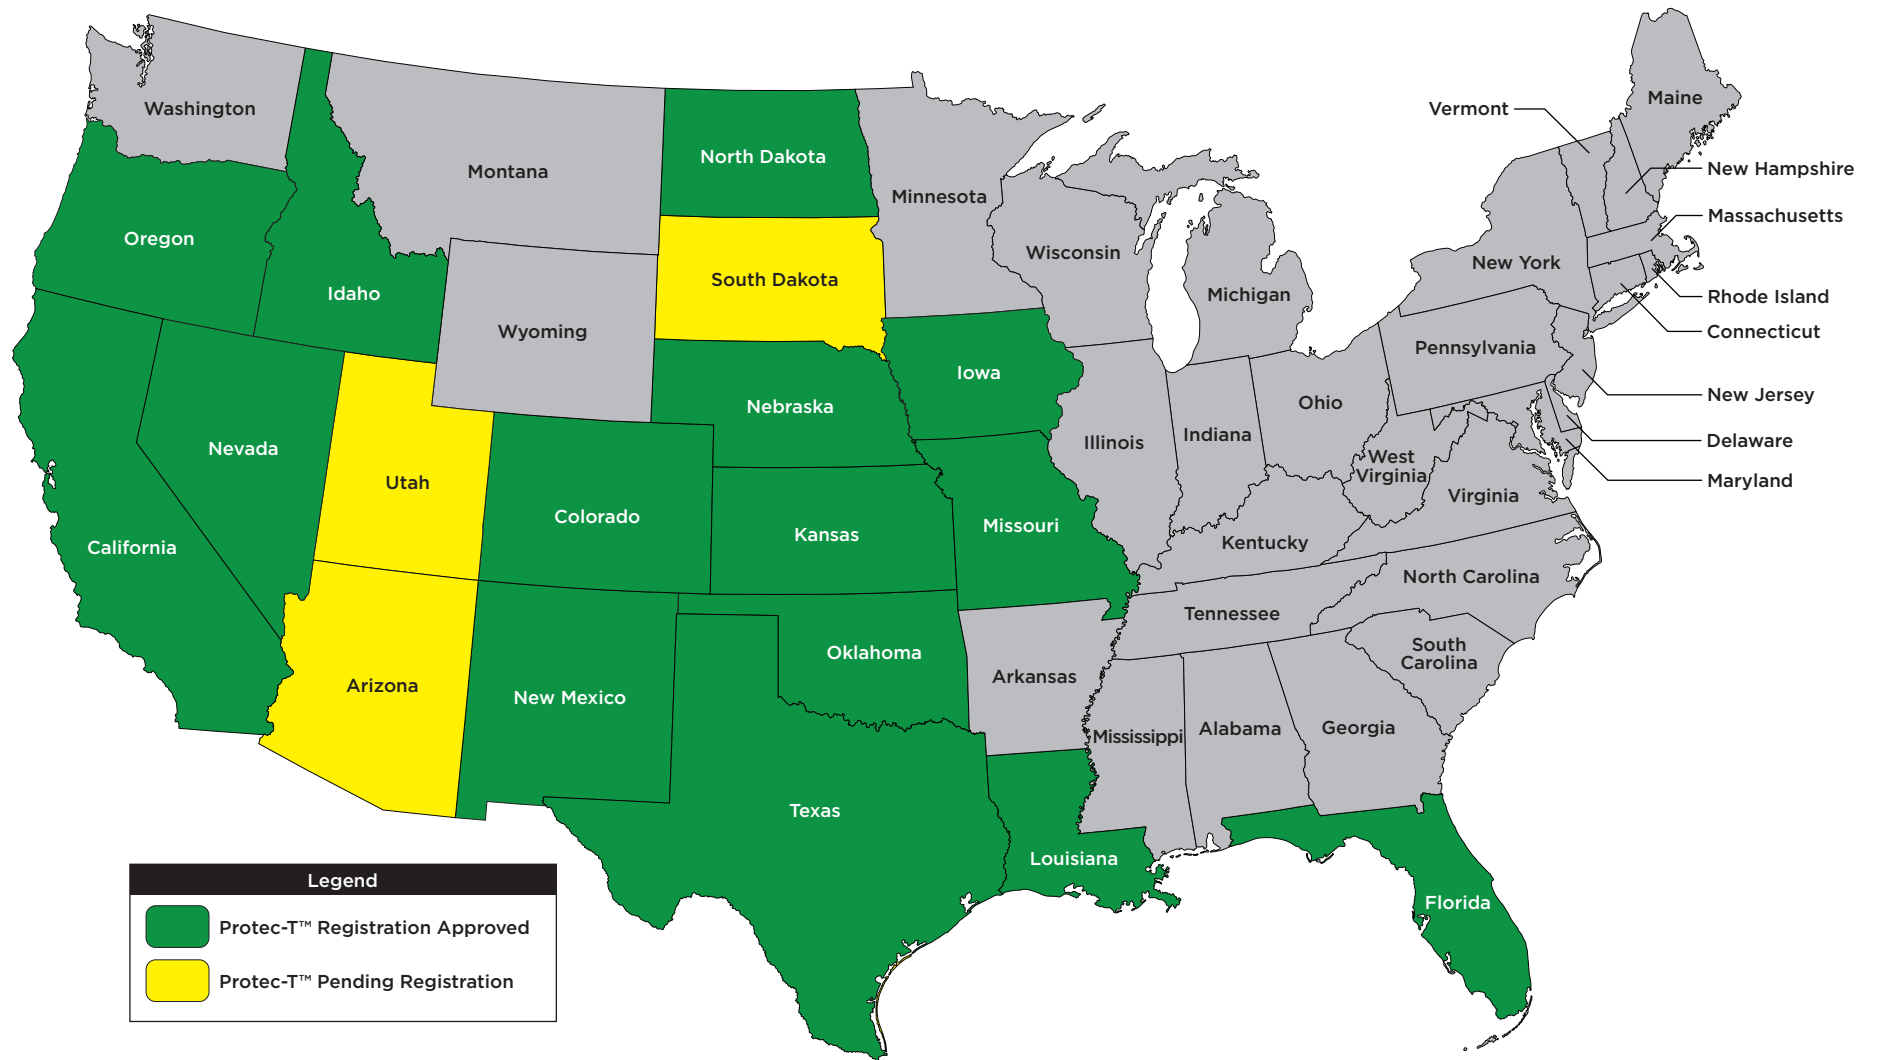 Washington
Montana
North Dakota
Minnesota
Vermont
Maine
New Hampshire
Massachusetts
Oregon
Idaho
Wyoming
South Dakota
Wisconsin
Michigan
New York
Rhode Island
Connecticut
Pennsylvania
New Jersey
Iowa
Nebraska
Ohio
Illinois
Indiana
Delaware
Maryland
West
Virginia
Virginia
Nevada
Utah
Colorado
Kansas
Missouri
Kentucky
California
North Carolina
Tennessee
South
Carolina
Arizona
New Mexico
Oklahoma
Arkansas
Mississippi
Alabama
Georgia
Texas
Louisiana
Florida
Legend
Protec-T™ Registration Approved
Protec-T™ Pending Registration